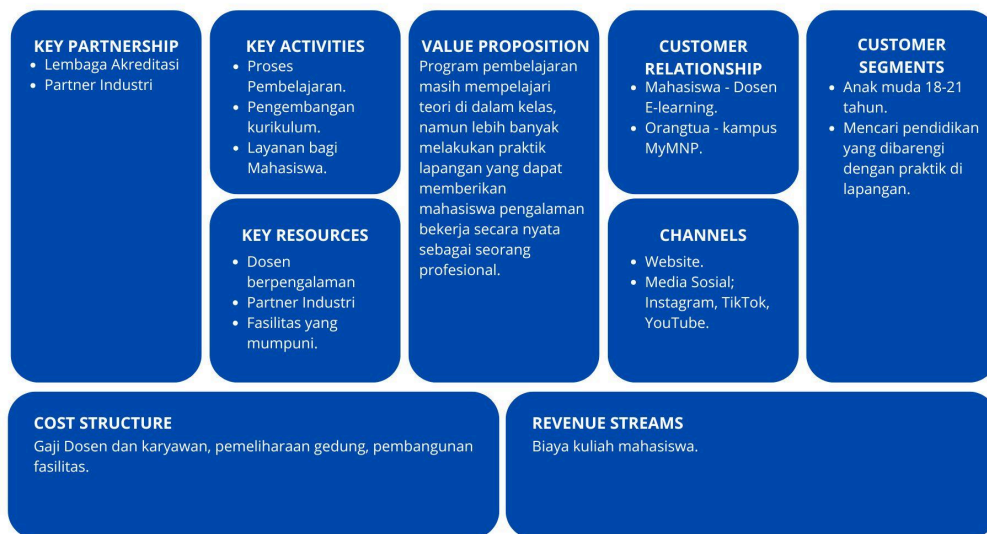 KEY PARTNERSHIP
• Lembaga Akreditasi
• Partner Industri
KEY ACTIVITIES
• Proses
Pembelajaran.
• Pengembangan
kurikulum.
• Layanan bagi
Mahasiswa.
KEY RESOURCES
• Dosen
berpengalaman
• Partner Industri
• Fasilitas yang
mumpuni.
VALUE PROPOSITION
Program pembelajaran
masih mempelajari
teori di dalam kelas,
namun lebih banyak
melakukan praktik
lapangan yang dapat
memberikan
mahasiswa pengalaman
bekerja secara nyata
sebagai seorang
profesional.
CUSTOMER
RELATIONSHIP
• Mahasiswa - Dosen
E-learning.
• Orangtua - kampus
MyMNP.
CHANNELS
• Website.
• Media Sosial;
Instagram, TikTok,
YouTube.
CUSTOMER
SEGMENTS
• Anak muda 18-21
tahun.
• Mencari pendidikan
yang dibarengi
dengan praktik di
lapangan.
COST STRUCTURE
Gaji Dosen dan karyawan, pemeliharaan gedung, pembangunan
fasilitas.
REVENUE STREAMS
Biaya kuliah mahasiswa.